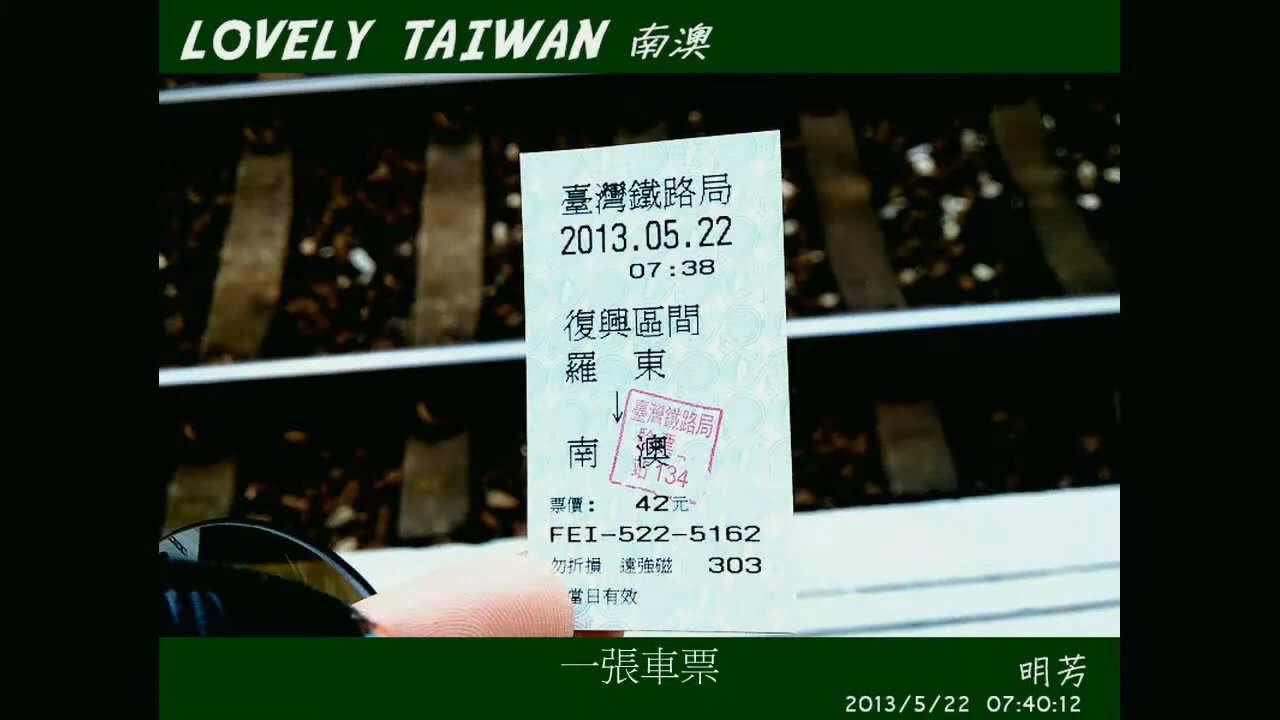 LOVELY TAIWAN 南澳
臺灣鐵路局
2013.05.22
07:38
復興區間
羅東
↓
南澳
臺灣鐵路局
站 134
票價: 42元
FEI-522-5162
勿折損 遠強磁 303
當日有效
一張車票
明芳
2013/5/22 07:40:12